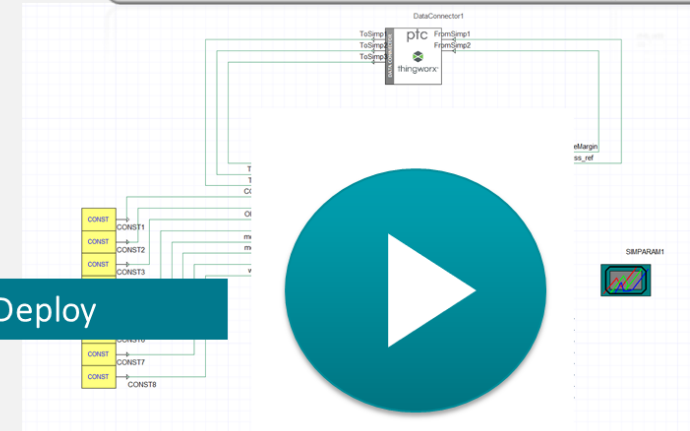 DataConnector1
ToSimp1
ToSimp2
FromSimp1
FromSimp2
ptc
thingworx
eMargin
ss_ref
CONST
CONST1
CONST
CONST2
CONST
CONST3
SIMPARAM1
Deploy
CONST
CONST7
CONST
CONST8